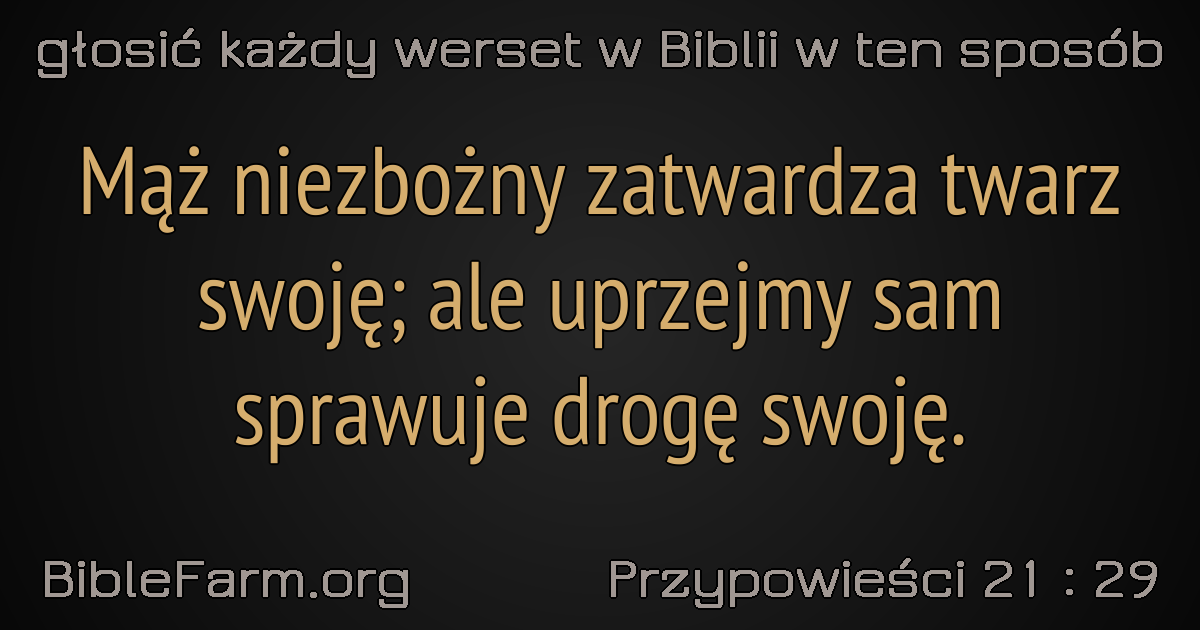 głosić każdy werset w Biblii w ten sposób
Mąż niezbożny zatwardza twarz
swoję; ale uprzejmy sam
sprawuje drogę swoję.
BibleFarm.org
Przypowieści 21 : 29